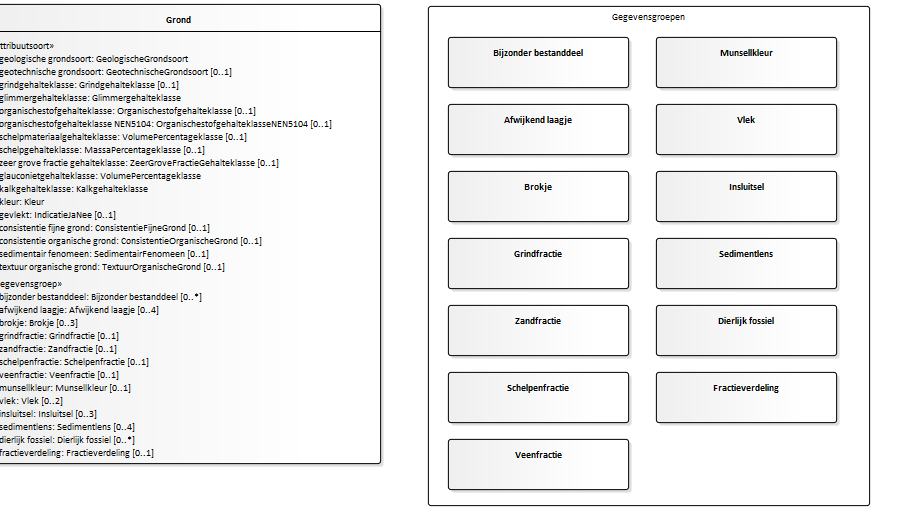 Grond
ttribuutsoort»
geologische grondsoort: GeologischeGrondsoort
geotechnische grondsoort: GeotechnischeGrondsoort [0..1]
grindgehalteklasse: Grindgehalteklasse [0..1]
glimmergehalteklasse: Glimmergehalteklasse
organischestofgehalteklasse: Organischestofgehalteklasse [0..1]
organischestofgehalteklasse NEN5104: OrganischestofgehalteklasseNEN5104 [0..1]
schelpmateriaalgehalteklasse: VolumePercentageklasse [0..1]
schelpgehalteklasse: MassaPercentageklasse [0..1]
zeer grove fractie gehalteklasse: ZeerGroveFractieGehalteklasse [0..1]
glauconietgehalteklasse: VolumePercentageklasse
kalkgehalteklasse: Kalkgehalteklasse
kleur: Kleur
gevlekt: IndicatieJaNee [0..1]
consistentie fijne grond: ConsistentieFijneGrond [0..1]
consistentie organische grond: ConsistentieOrganischeGrond [0..1]
sedimentair fenomeen: SedimentairFenomeen [0..1]
textuur organische grond: TextuurOrganischeGrond [0..1]
egevensgroep»
bijzonder bestanddeel: Bijzonder bestanddeel [0..*]
afwijkend laagje: Afwijkend laagje [0..4]
brokje: Brokje [0..3]
grindfractie: Grindfractie [0..1]
zandfractie: Zandfractie [0..1]
schelpenfractie: Schelpenfractie [0..1]
veenfractie: Veenfractie [0..1]
munsellkleur: Munsellkleur [0..1]
vlek: Vlek [0..2]
insluitsel: Insluitsel [0..3]
sedimentlens: Sedimentlens [0..4]
dierlijk fossiel: Dierlijk fossiel [0..*]
fractieverdeling: Fractieverdeling [0..1]
Gegevensgroepen
Bijzonder bestanddeel
Munsellkleur
Afwijkend laagje
Vlek
Brokje
Insluitsel
Grindfractie
Sedimentlens
Zandfractie
Dierlijk fossiel
Schelpenfractie
Fractieverdeling
Veenfractie